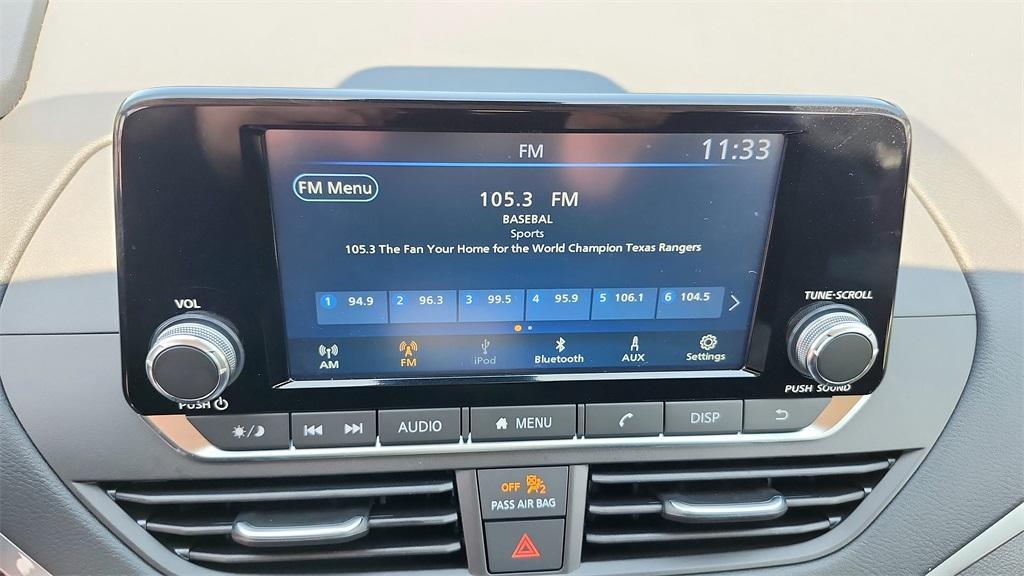 FM 11:33
FM Menu
105.3 FM
BASEBAL
Sports
105.3 The Fan Your Home for the World Champion Texas Rangers
1 94.9 2 96.3 3 99.5 4 95.9 5 106.1 6 104.5
AM FM iPod Bluetooth AUX Settings
VOL
PUSH
TUNE·SCROLL
PUSH SOUND
AUDIO MENU DISP
OFF 2
PASS AIR BAG